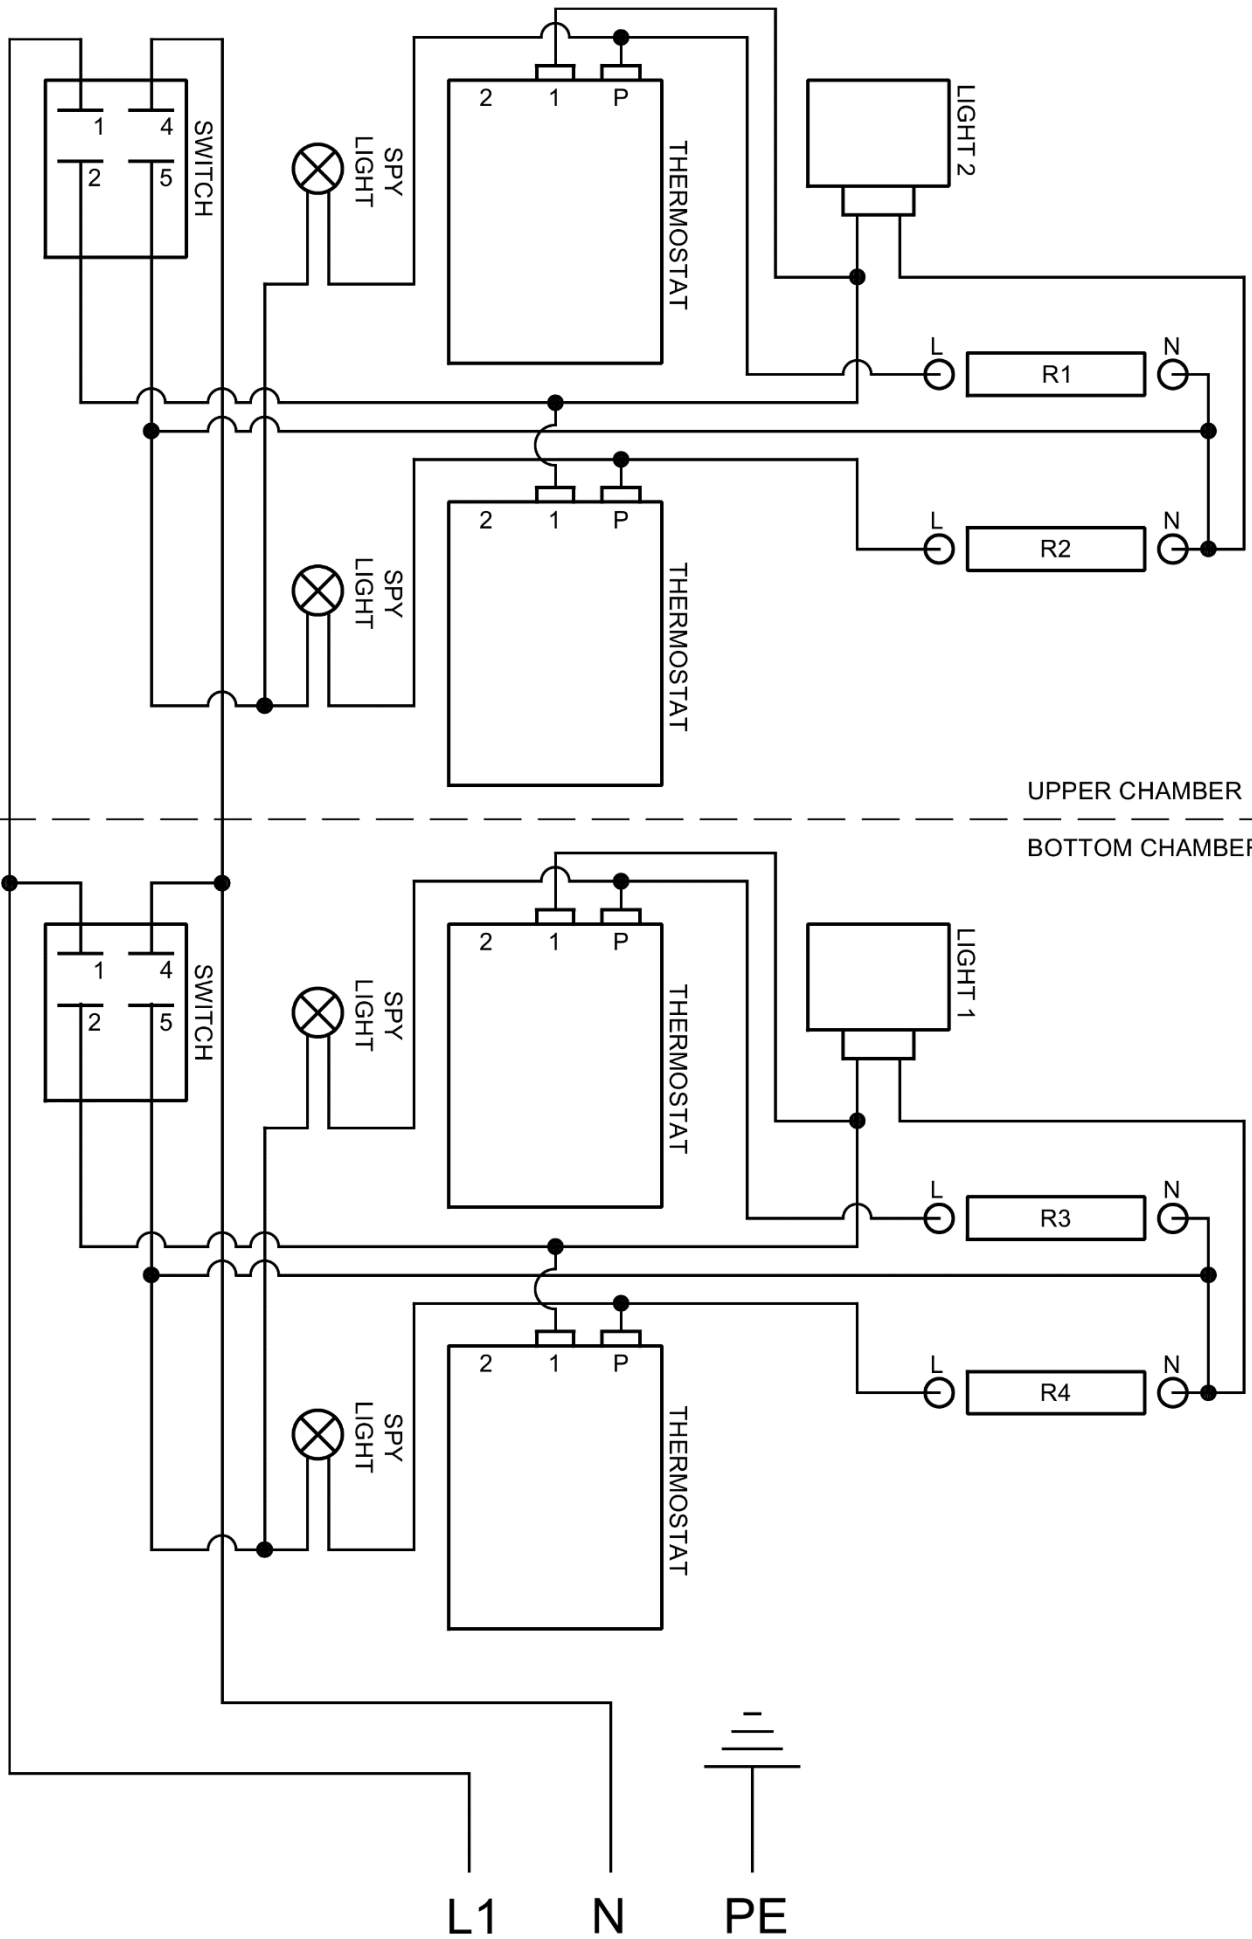 2 1 P
LIGHT 2
1 4
SWITCH
2 5
SPY
LIGHT
THERMOSTAT
L R1 N
2 1 P
L R2 N
SPY
LIGHT
THERMOSTAT
UPPER CHAMBER
BOTTOM CHAMBER
2 1 P
LIGHT 1
1 4
SWITCH
2 5
SPY
LIGHT
THERMOSTAT
L R3 N
2 1 P
L R4 N
SPY
LIGHT
THERMOSTAT
L1 N PE